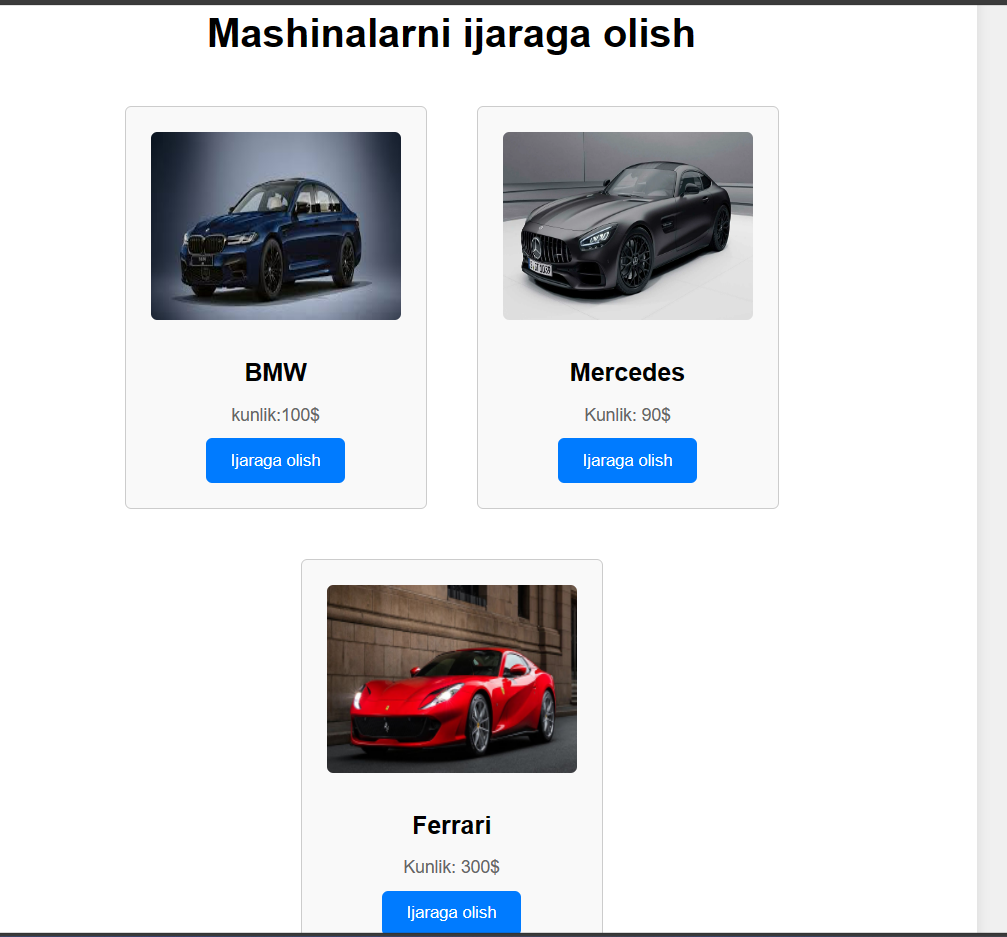 Mashinalarni ijaraga olish
BMW
kunlik:100$
Ijaraga olish
Mercedes
Kunlik: 90$
Ijaraga olish
Ferrari
Kunlik: 300$
Ijaraga olish